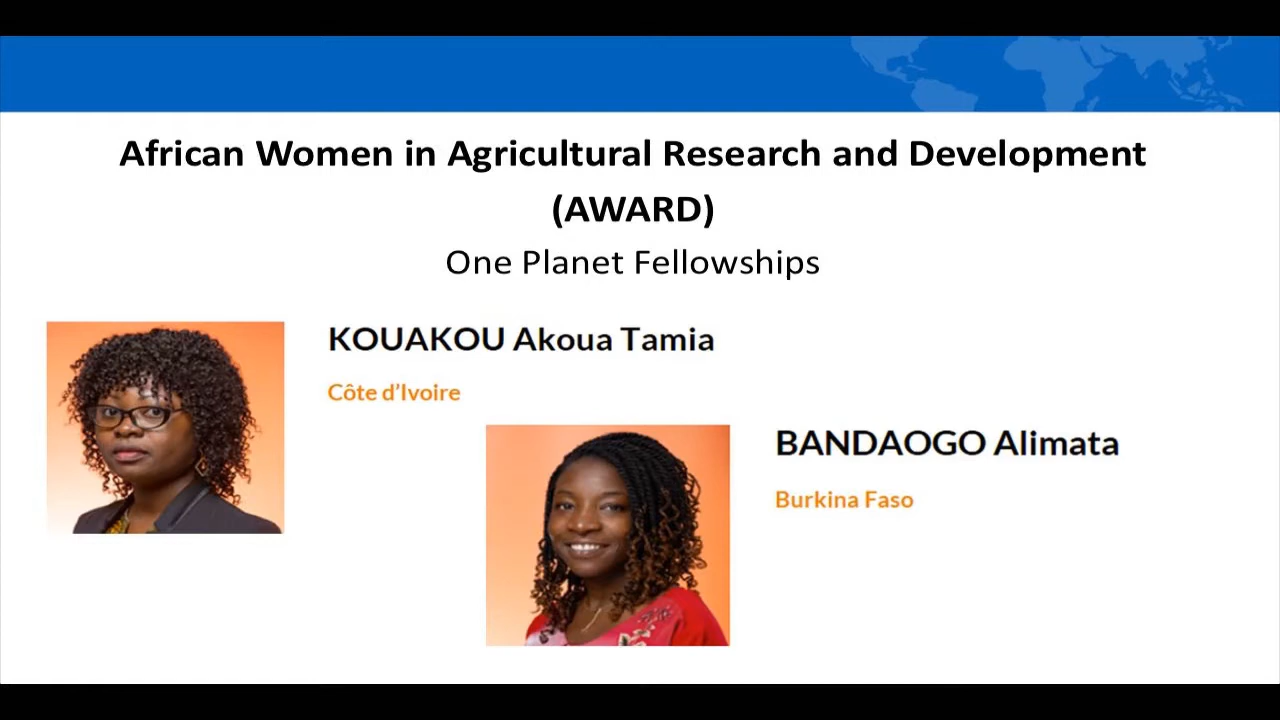 African Women in Agricultural Research and Development
(AWARD)
One Planet Fellowships
KOUAKOU Akoua Tamia
Côte d’Ivoire
BANDAOGO Alimata
Burkina Faso